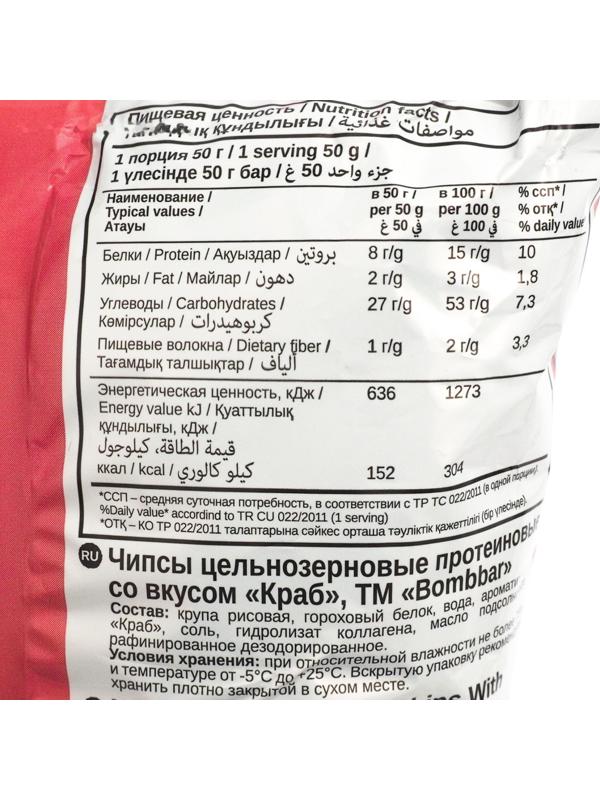 Пищевая ценность / Nutrition facts /
қ құндылығы / مواصفات غذائية
1 порция 50 г / 1 serving 50 g /
1 үлесінде 50 г бар / جزء واحد 50 غ
Наименование / в 50 г / в 100 г / % ссп* /
Typical values / per 50 g per 100 g % отқ* /
Атауы في 50 غ في 100 غ % daily value
Белки / Protein / Ақуыздар / بروتين 8 г/g 15 г/g 10
Жиры / Fat / Майлар / دهون 2 г/g 3 г/g 1,8
Углеводы / Carbohydrates / 27 г/g 53 г/g 7,3
Көмірсулар / كربوهيدرات
Пищевые волокна / Dietary fiber / 1 г/g 2 г/g 3,3
Тағамдық талшықтар / ألياف
Энергетическая ценность, кДж / 636 1273
Energy value kJ / Қуаттылық
құндылығы, кДж /
قيمة الطاقة، كيلوجول
ккал / kcal / كيلو كالوري 152 304
*ССП – средняя суточная потребность, в соответствии с ТР ТС 022/2011 (в одной порции).
%Daily value* accordind to TR CU 022/2011 (1 serving)
*ОТҚ – КО ТР 022/2011 талаптарына сәйкес орташа тәуліктік қажеттілігі (бір үлесінде).
RU Чипсы цельнозерновые протеиновы
со вкусом «Краб», ТМ «Bombbar»
Состав: крупа рисовая, гороховый белок, вода, аромати
«Краб», соль, гидролизат коллагена, масло подсолн
рафинированное дезодорированное.
Условия хранения: при относительной влажности не боле
и температуре от -5°С до +25°С. Вскрытую упаковку реком
хранить плотно закрытой в сухом месте.
With